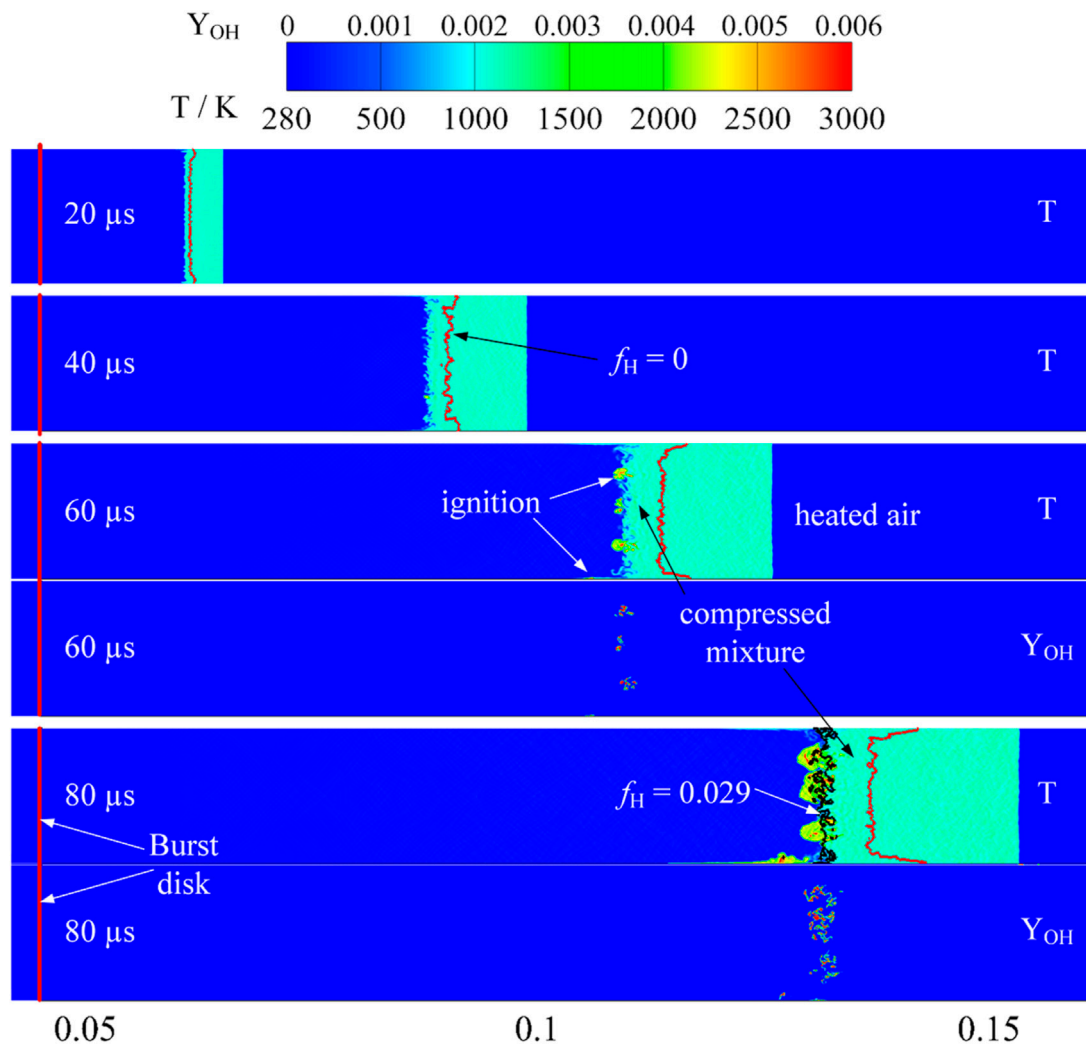 Y_OH 0 0.001 0.002 0.003 0.004 0.005 0.006
T / K 280 500 1000 1500 2000 2500 3000
20 µs T
40 µs f_H = 0 T
60 µs ignition heated air T
60 µs compressed mixture Y_OH
80 µs f_H = 0.029 T
Burst disk
80 µs Y_OH
0.05 0.1 0.15